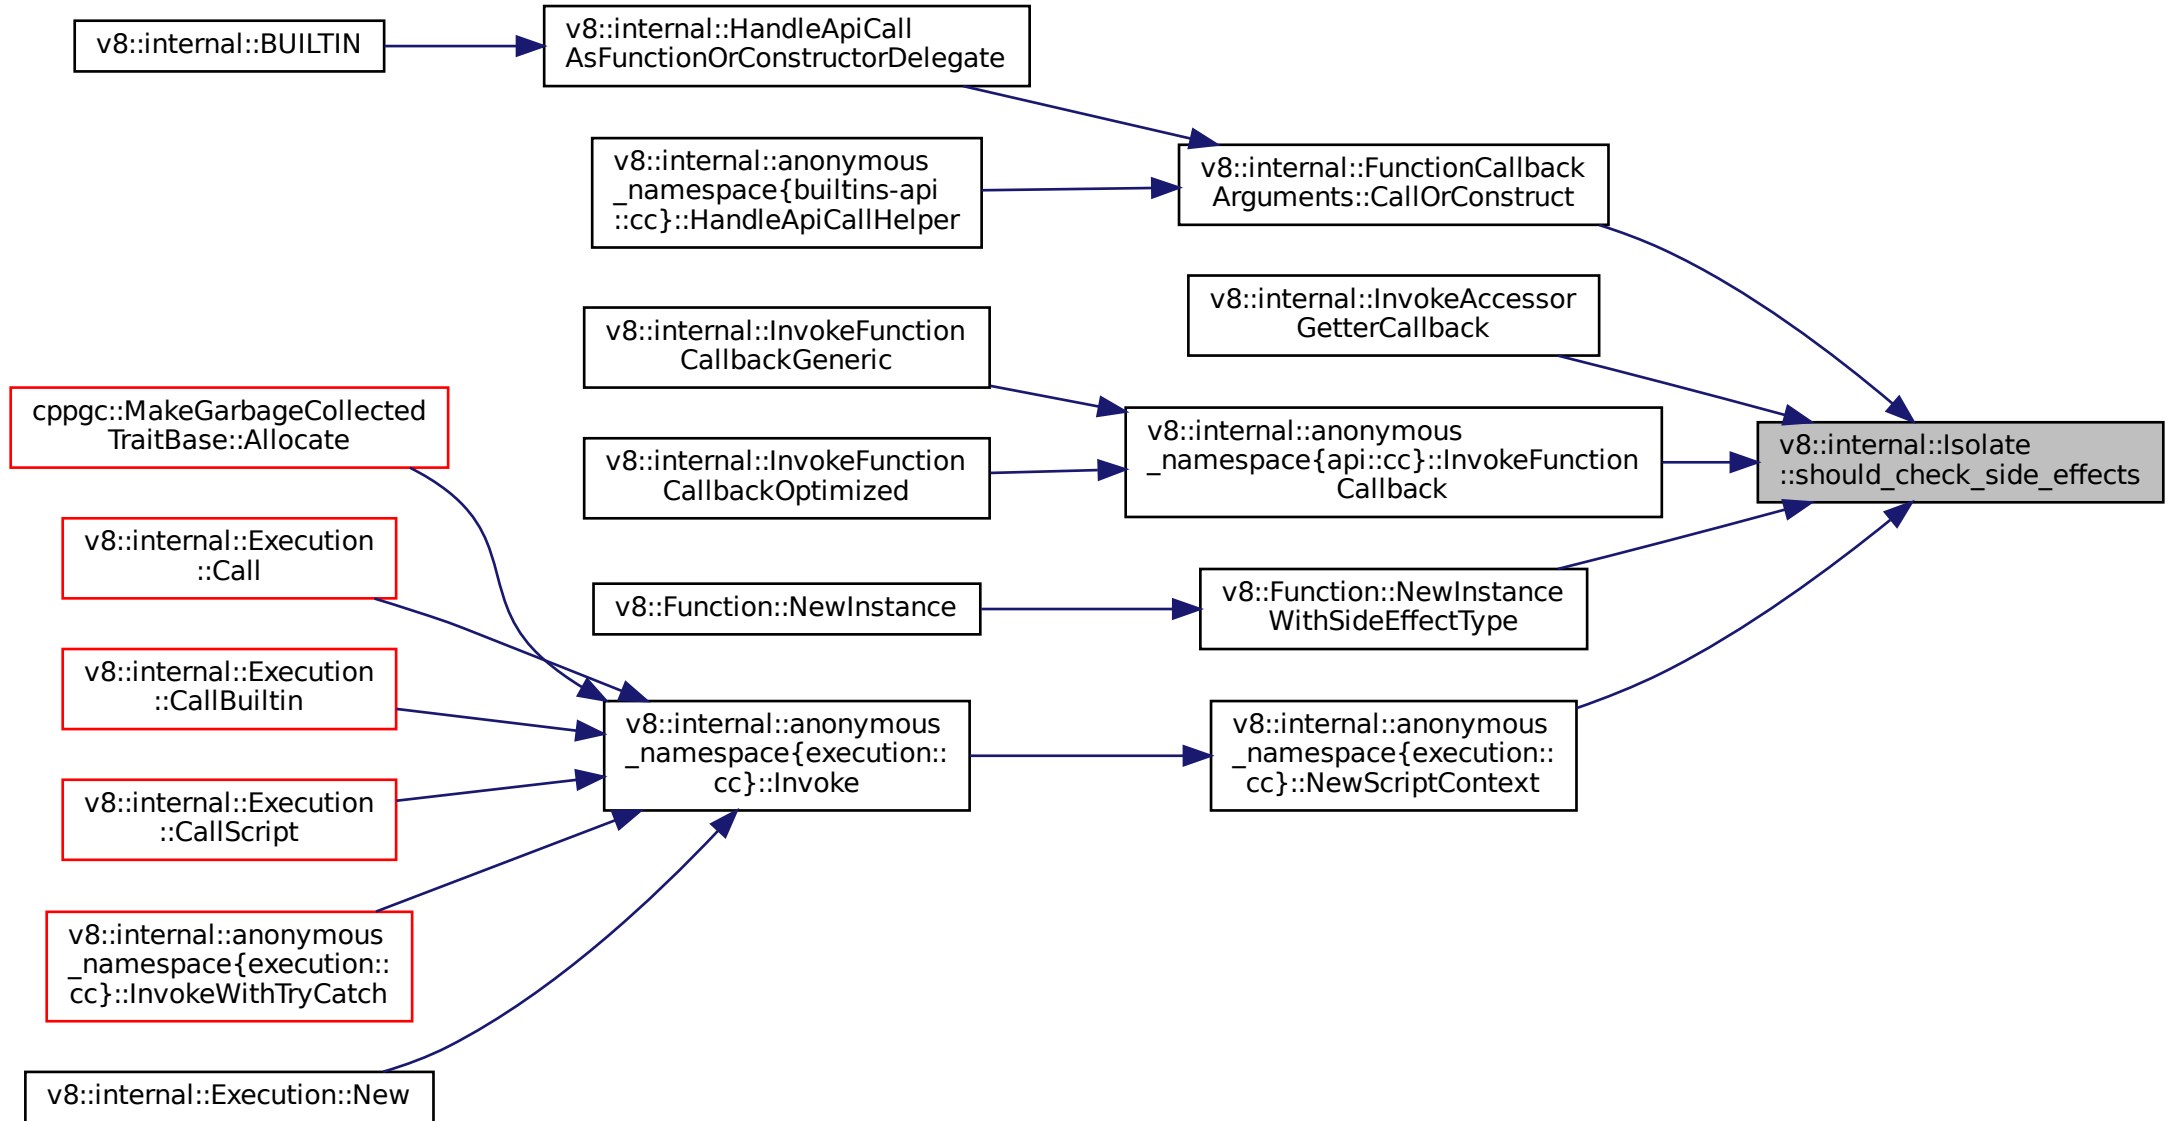 v8::internal::BUILTIN
v8::internal::HandleApiCall
AsFunctionOrConstructorDelegate
v8::internal::anonymous
_namespace{builtins-api
::cc}::HandleApiCallHelper
v8::internal::FunctionCallback
Arguments::CallOrConstruct
v8::internal::InvokeAccessor
GetterCallback
v8::internal::InvokeFunction
CallbackGeneric
cppgc::MakeGarbageCollected
TraitBase::Allocate
v8::internal::anonymous
_namespace{api::cc}::InvokeFunction
Callback
v8::internal::Isolate
::should_check_side_effects
v8::internal::InvokeFunction
CallbackOptimized
v8::internal::Execution
::Call
v8::Function::NewInstance
v8::Function::NewInstance
WithSideEffectType
v8::internal::Execution
::CallBuiltin
v8::internal::anonymous
_namespace{execution::
cc}::Invoke
v8::internal::anonymous
_namespace{execution::
cc}::NewScriptContext
v8::internal::Execution
::CallScript
v8::internal::anonymous
_namespace{execution::
cc}::InvokeWithTryCatch
v8::internal::Execution::New